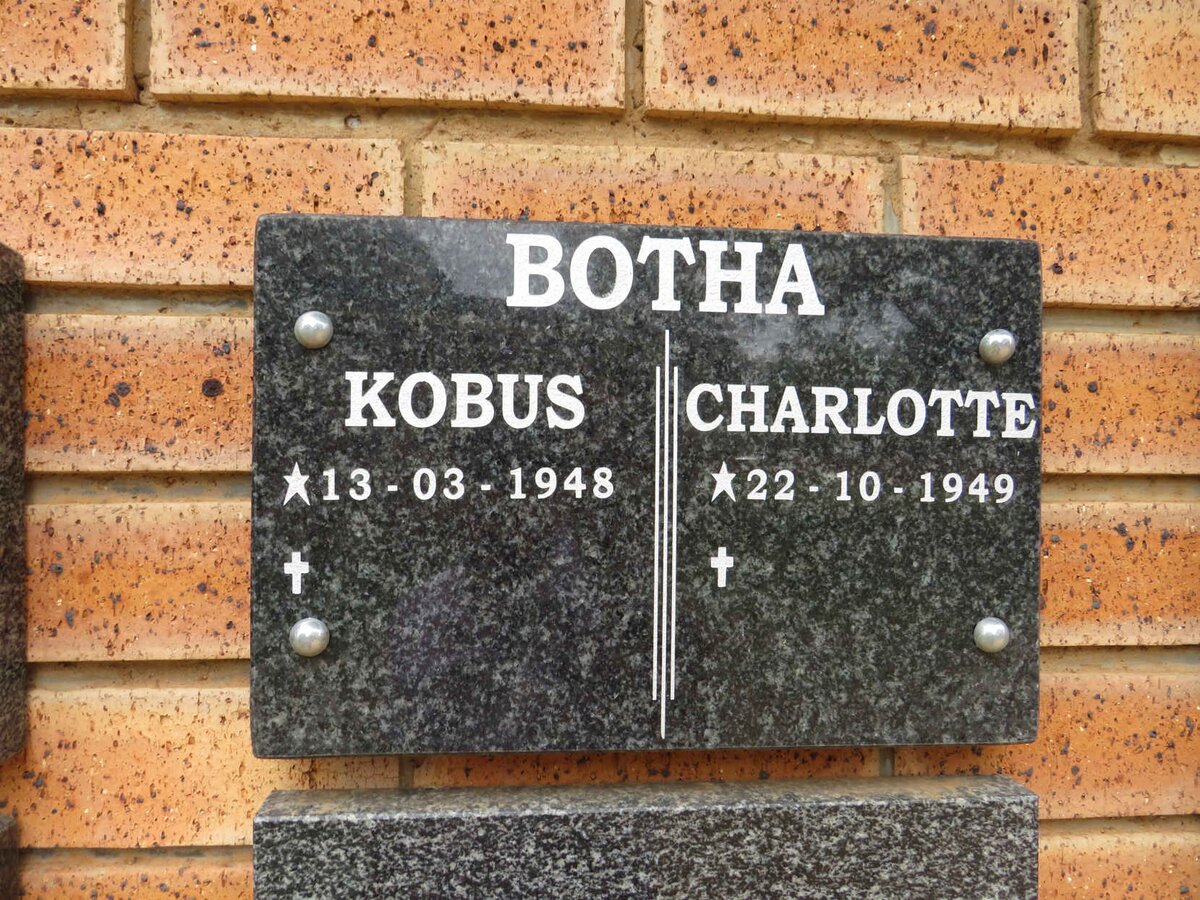 BOTHA
KOBUS
★13-03-1948
✝
CHARLOTTE
★22-10-1949
✝